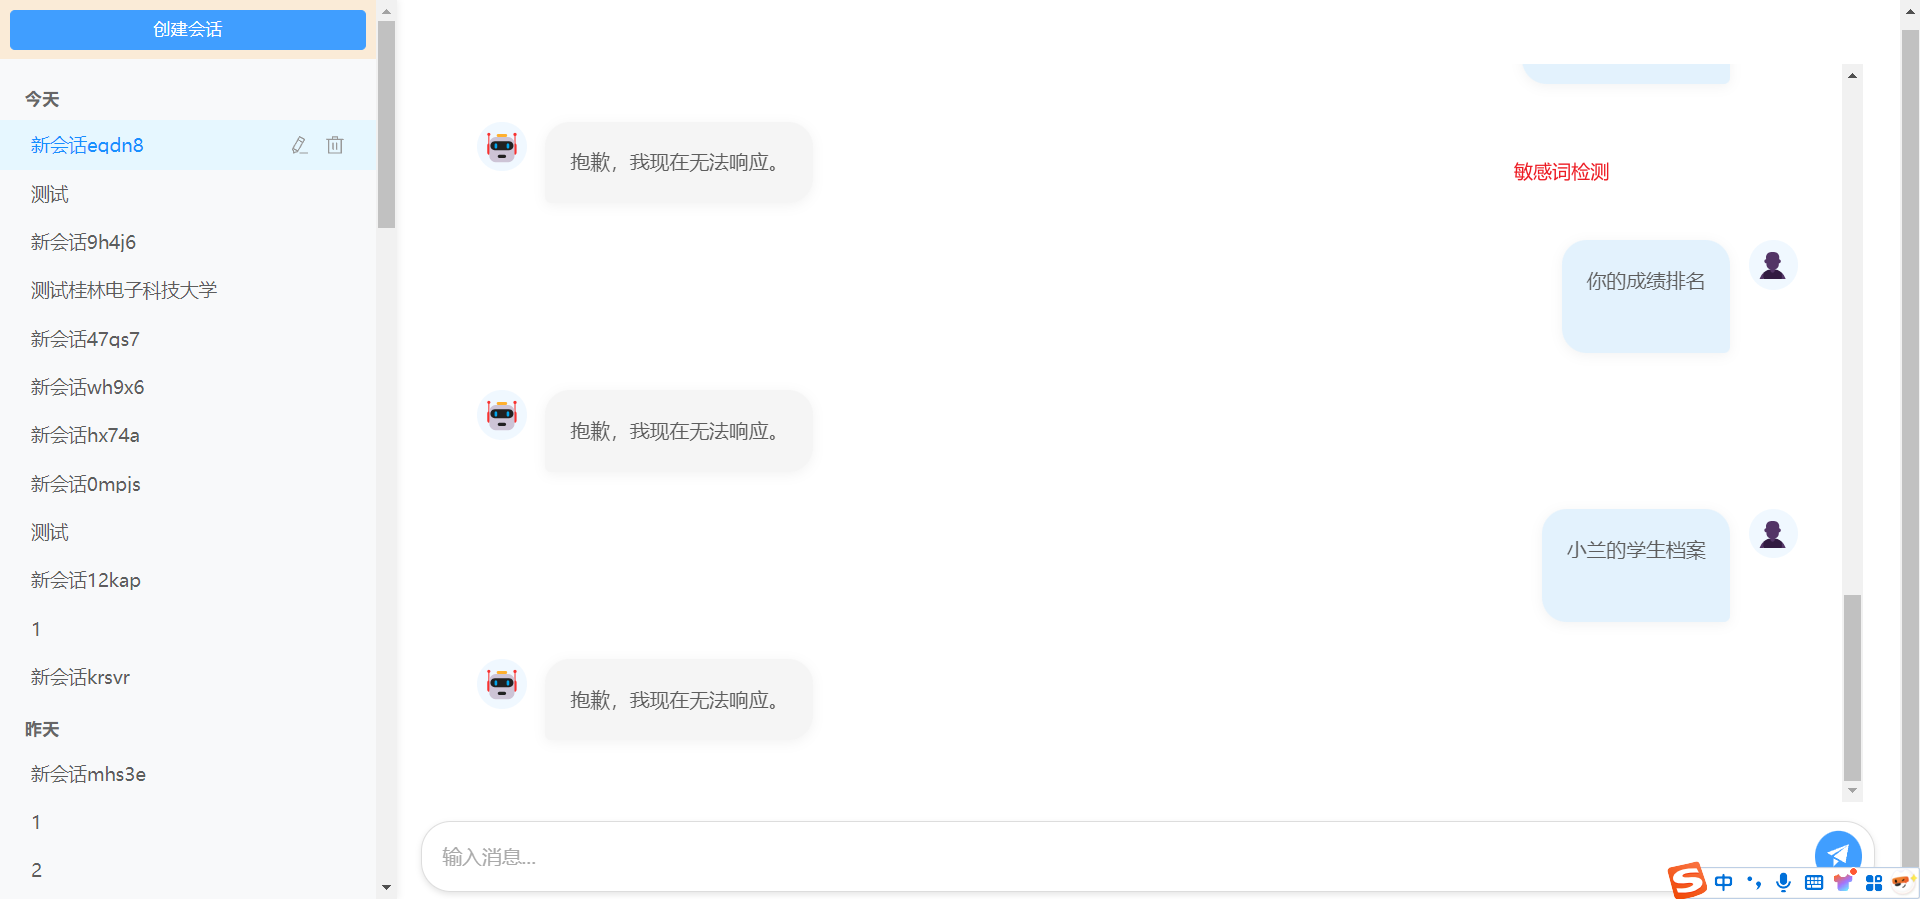 创建会话
今天
新会话eqdn8
测试
新会话9h4j6
测试桂林电子科技大学
新会话47qs7
新会话wh9x6
新会话hx74a
新会话0mpjs
测试
新会话12kap
1
新会话krsvr
昨天
新会话mhs3e
1
2
抱歉，我现在无法响应。
敏感词检测
你的成绩排名
抱歉，我现在无法响应。
小兰的学生档案
抱歉，我现在无法响应。
输入消息...
中